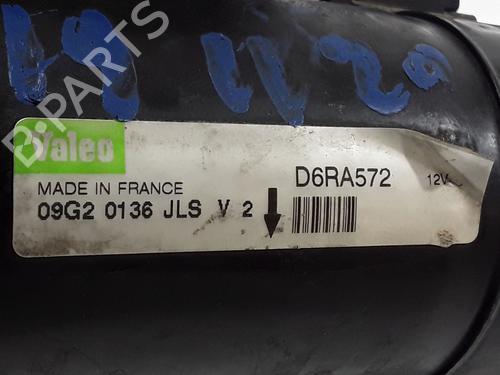 B-PARTS
Valeo
MADE IN FRANCE
D6RA572
12V
09G2 0136 JLS V 2